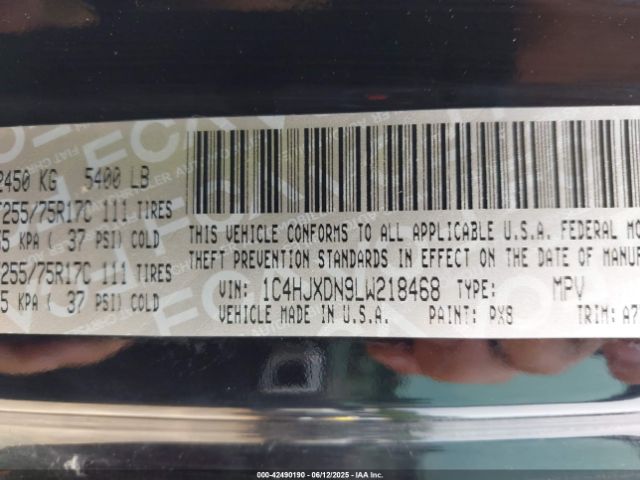 2450 KG 5400 LB
255/75R17C 111 TIRES
5 KPA ( 37 PSI) COLD
255/75R17C 111 TIRES
5 KPA ( 37 PSI) COLD
THIS VEHICLE CONFORMS TO ALL APPLICABLE U.S.A. FEDERAL MO
THEFT PREVENTION STANDARDS IN EFFECT ON THE DATE OF MANUF
VIN: 1C4HJXDN9LW218468 TYPE: MPV
VEHICLE MADE IN U.S.A. PAINT: PX8 TRIM: A7
000-42490190 - 06/12/2025 - IAA Inc.